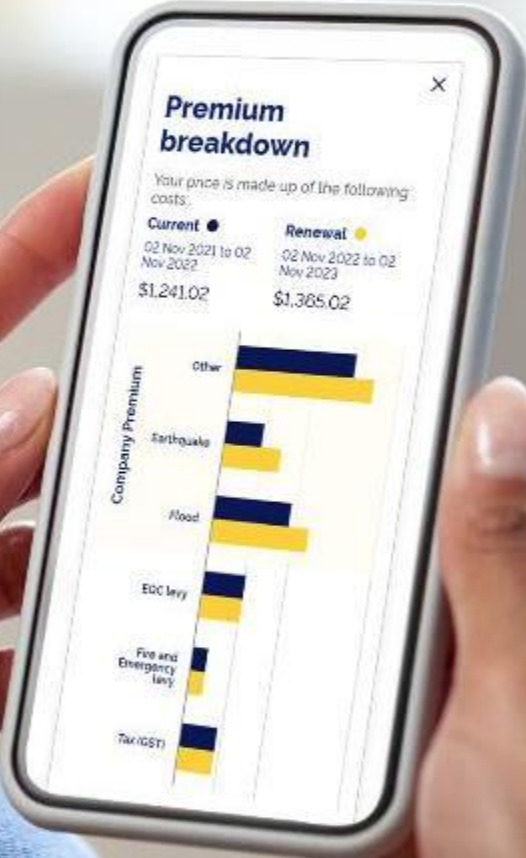 ×
Premium
breakdown
Your price is made up of the following
costs:
Current
Renewal
02 Nov 2021 to 02
Nov 2022
02 Nov 2022 to 02
Nov 2023
$1,241.02
$1,365.02
Company Premium
Other
Earthquake
Flood
EQC levy
Fire and
Emergency
levy
Tax (GST)